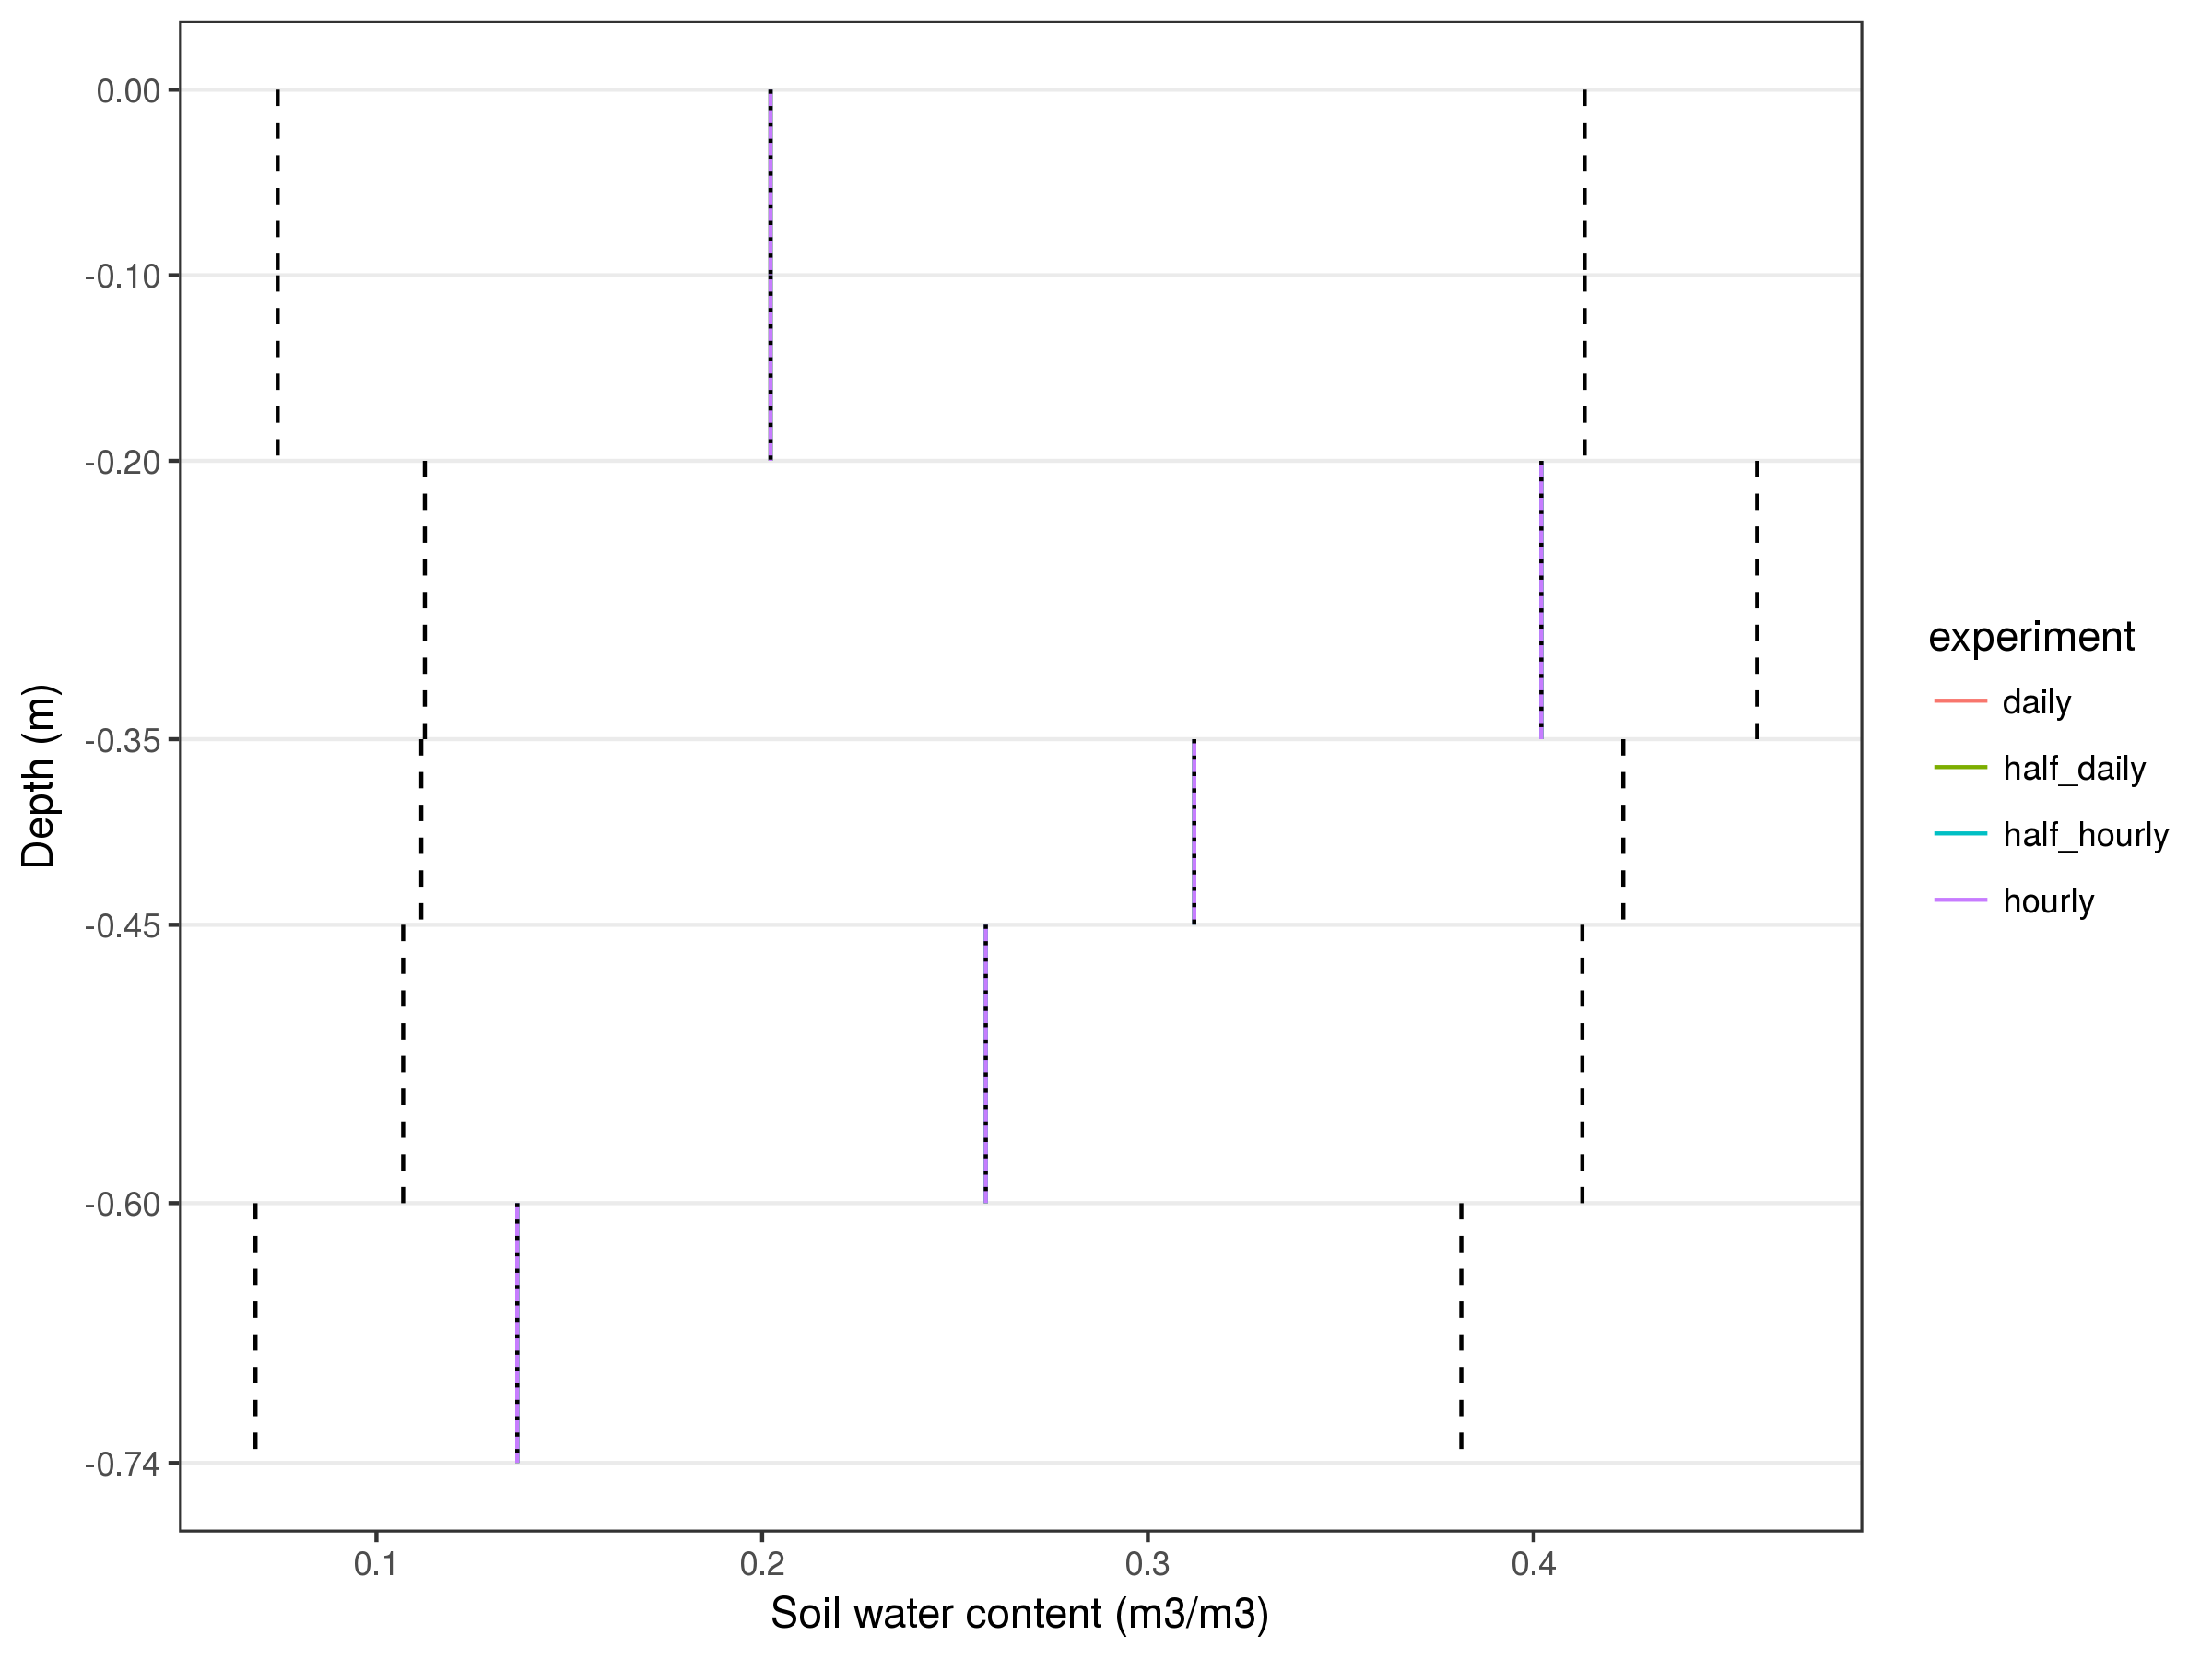 0.00
-0.10
-0.20
-0.35
-0.45
-0.60
-0.74
Depth (m)
0.1
0.2
0.3
0.4
Soil water content (m3/m3)
experiment
daily
half_daily
half_hourly
hourly